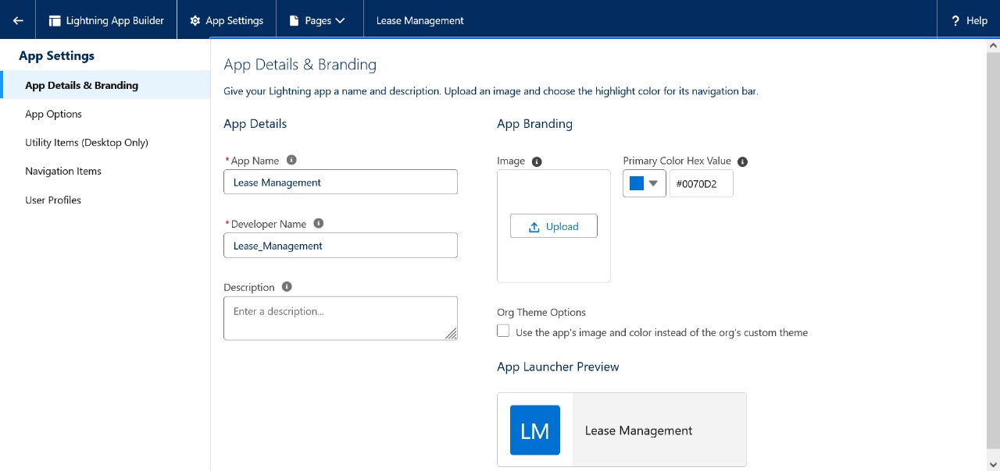 Lightning App Builder App Settings Pages Lease Management ? Help
App Settings
App Details & Branding
App Options
Utility Items (Desktop Only)
Navigation Items
User Profiles
App Details & Branding
Give your Lightning app a name and description. Upload an image and choose the highlight color for its navigation bar.
App Details
*App Name
Lease Management
*Developer Name
Lease_Management
Description
Enter a description...
App Branding
Image
Upload
Primary Color Hex Value
#0070D2
Org Theme Options
Use the app's image and color instead of the org's custom theme
App Launcher Preview
LM
Lease Management